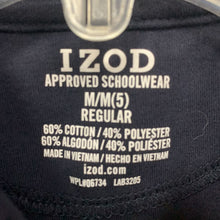 IZOD
APPROVED SCHOOLWEAR
M/M(5)
REGULAR
60% COTTON / 40% POLYESTER
60% ALGODÓN / 40% POLIÉSTER
MADE IN VIETNAM / HECHO EN VIETNAM
izod.com
WPL#06734 LAB3285